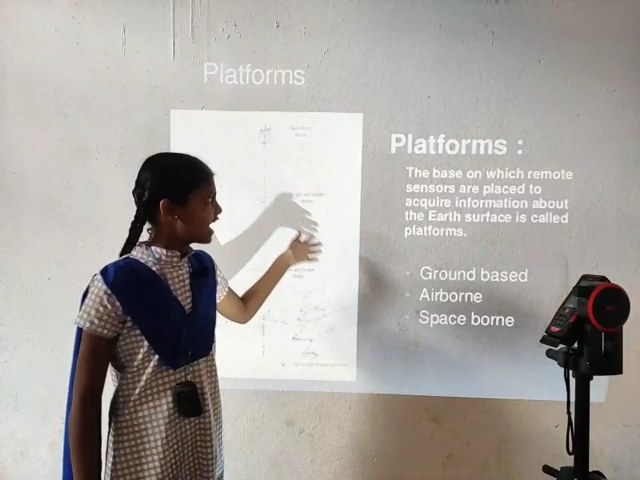 Platforms
Platforms :
The base on which remote
sensors are placed to
acquire information about
the Earth surface is called
platforms.
Ground based
Airborne
Space borne